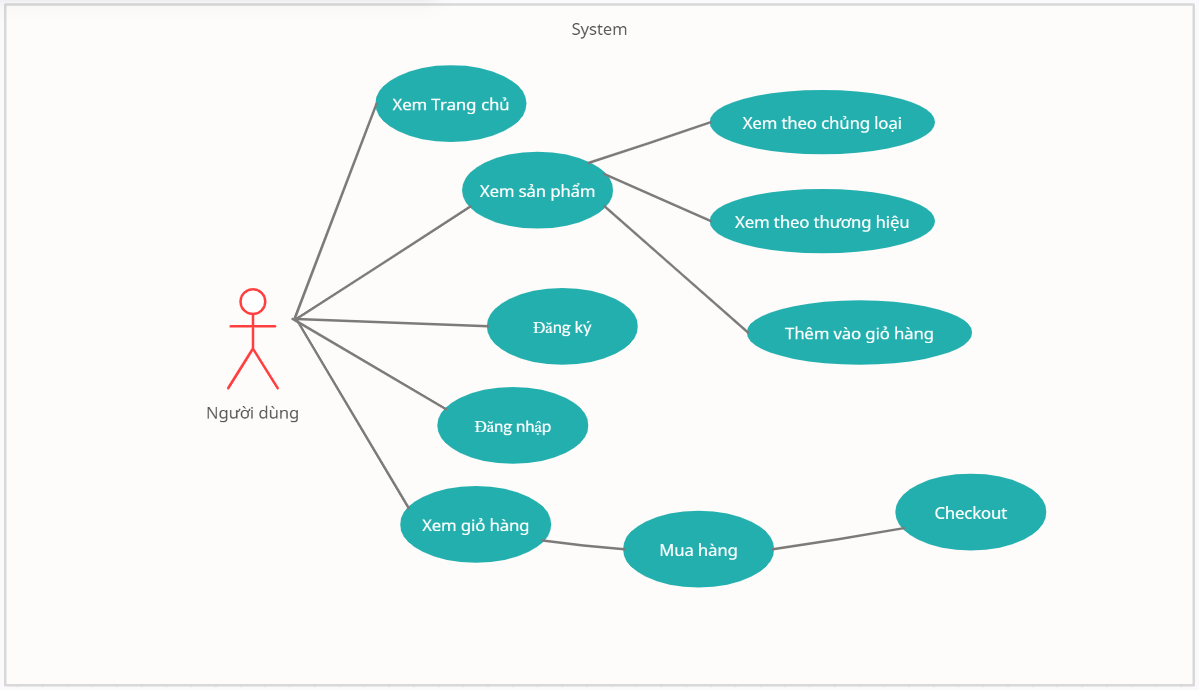 System
Xem Trang chủ
Xem theo chủng loại
Xem sản phẩm
Xem theo thương hiệu
Đăng ký
Thêm vào giỏ hàng
Người dùng
Đăng nhập
Xem giỏ hàng
Mua hàng
Checkout